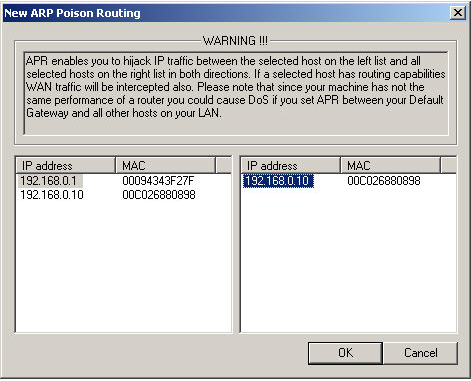 New ARP Poison Routing
WARNING !!!
APR enables you to hijack IP traffic between the selected host on the left list and all
selected hosts on the right list in both directions. If a selected host has routing capabilities
WAN traffic will be intercepted also. Please note that since your machine has not the
same performance of a router you could cause DoS if you set APR between your Default
Gateway and all other hosts on your LAN.
IP address MAC
192.168.0.1 00094343F27F
192.168.0.10 00C026880898
IP address MAC
192.168.0.10 00C026880898
OK Cancel